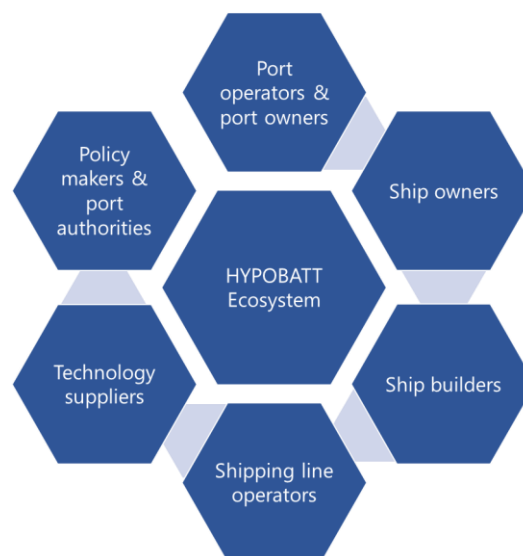 Port
operators &
port owners
Policy
makers &
port
authorities
Ship owners
HYPOBATT
Ecosystem
Technology
suppliers
Ship builders
Shipping line
operators